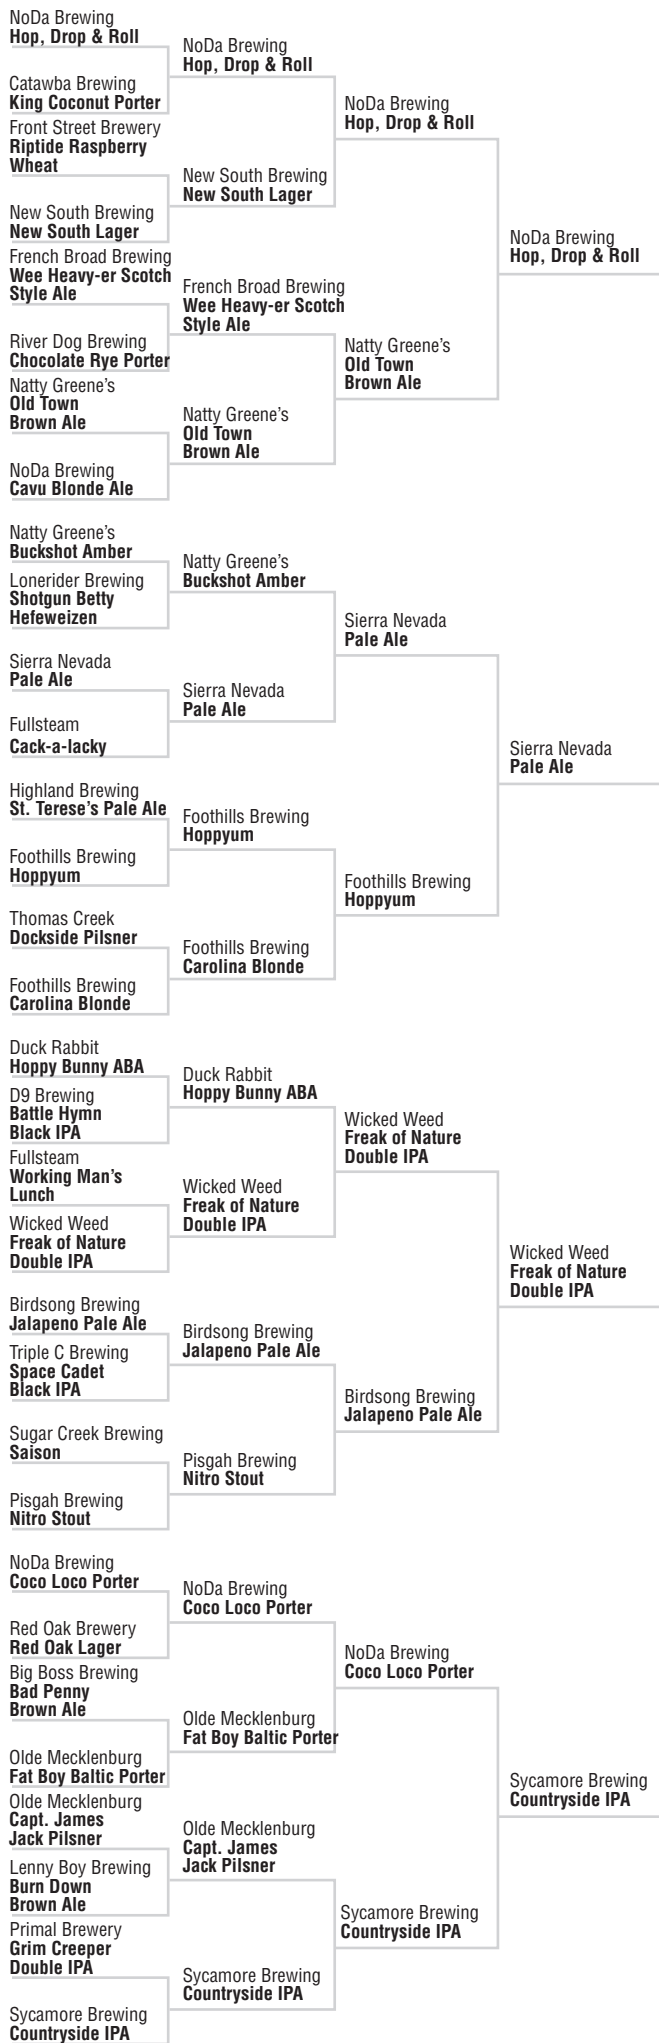 NoDa Brewing
Hop, Drop & Roll
Catawba Brewing
King Coconut Porter
Front Street Brewery
Riptide Raspberry
Wheat
New South Brewing
New South Lager
French Broad Brewing
Wee Heavy-er Scotch
Style Ale
River Dog Brewing
Chocolate Rye Porter
Natty Greene's
Old Town
Brown Ale
NoDa Brewing
Cavu Blonde Ale
Natty Greene's
Buckshot Amber
Lonerider Brewing
Shotgun Betty
Hefeweizen
Sierra Nevada
Pale Ale
Fullsteam
Cack-a-lacky
Highland Brewing
St. Terese's Pale Ale
Foothills Brewing
Hoppyum
Thomas Creek
Dockside Pilsner
Foothills Brewing
Carolina Blonde
Duck Rabbit
Hoppy Bunny ABA
D9 Brewing
Battle Hymn
Black IPA
Fullsteam
Working Man's
Lunch
Wicked Weed
Freak of Nature
Double IPA
Birdsong Brewing
Jalapeno Pale Ale
Triple C Brewing
Space Cadet
Black IPA
Sugar Creek Brewing
Saison
Pisgah Brewing
Nitro Stout
NoDa Brewing
Coco Loco Porter
Red Oak Brewery
Red Oak Lager
Big Boss Brewing
Bad Penny
Brown Ale
Olde Mecklenburg
Fat Boy Baltic Porter
Olde Mecklenburg
Capt. James
Jack Pilsner
Lenny Boy Brewing
Burn Down
Brown Ale
Primal Brewery
Grim Creeper
Double IPA
Sycamore Brewing
Countryside IPA
NoDa Brewing
Hop, Drop & Roll
New South Brewing
New South Lager
French Broad Brewing
Wee Heavy-er Scotch
Style Ale
Natty Greene's
Old Town
Brown Ale
Natty Greene's
Buckshot Amber
Sierra Nevada
Pale Ale
Foothills Brewing
Hoppyum
Foothills Brewing
Carolina Blonde
Duck Rabbit
Hoppy Bunny ABA
Wicked Weed
Freak of Nature
Double IPA
Birdsong Brewing
Jalapeno Pale Ale
Pisgah Brewing
Nitro Stout
NoDa Brewing
Coco Loco Porter
Olde Mecklenburg
Fat Boy Baltic Porter
Olde Mecklenburg
Capt. James
Jack Pilsner
Sycamore Brewing
Countryside IPA
NoDa Brewing
Hop, Drop & Roll
Natty Greene's
Old Town
Brown Ale
Sierra Nevada
Pale Ale
Foothills Brewing
Hoppyum
Wicked Weed
Freak of Nature
Double IPA
Birdsong Brewing
Jalapeno Pale Ale
NoDa Brewing
Coco Loco Porter
Sycamore Brewing
Countryside IPA
NoDa Brewing
Hop, Drop & Roll
Sierra Nevada
Pale Ale
Wicked Weed
Freak of Nature
Double IPA
Sycamore Brewing
Countryside IPA